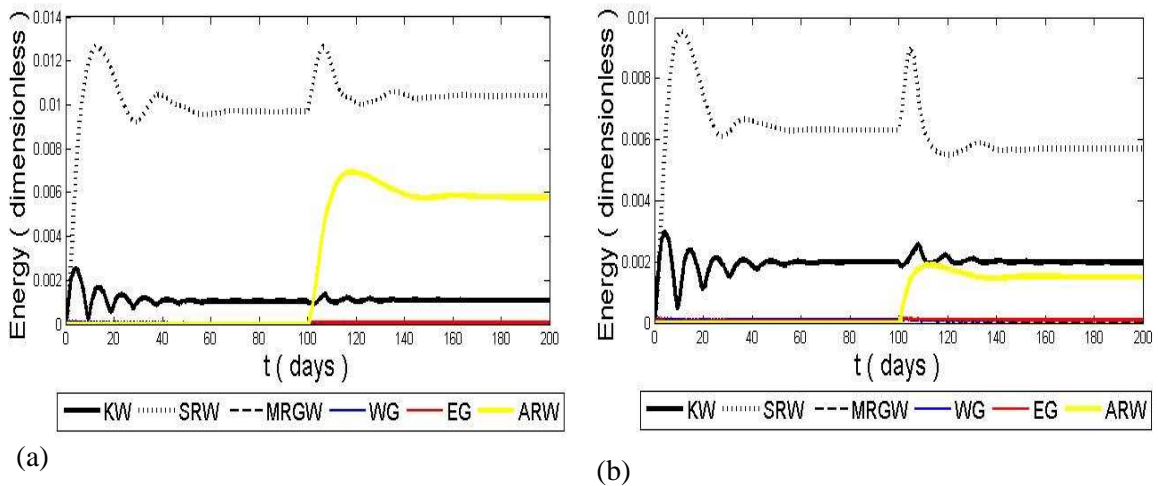 0.014
0.012
0.01
0.008
0.006
0.004
0.002
0
Energy ( dimensionless )
0 20 40 60 80 100 120 140 160 180 200
t ( days )
KW SRW MRGW WG EG ARW
(a)
0.01
0.008
0.006
0.004
0.002
0
Energy ( dimensionless )
0 20 40 60 80 100 120 140 160 180 200
t ( days )
KW SRW MRGW WG EG ARW
(b)